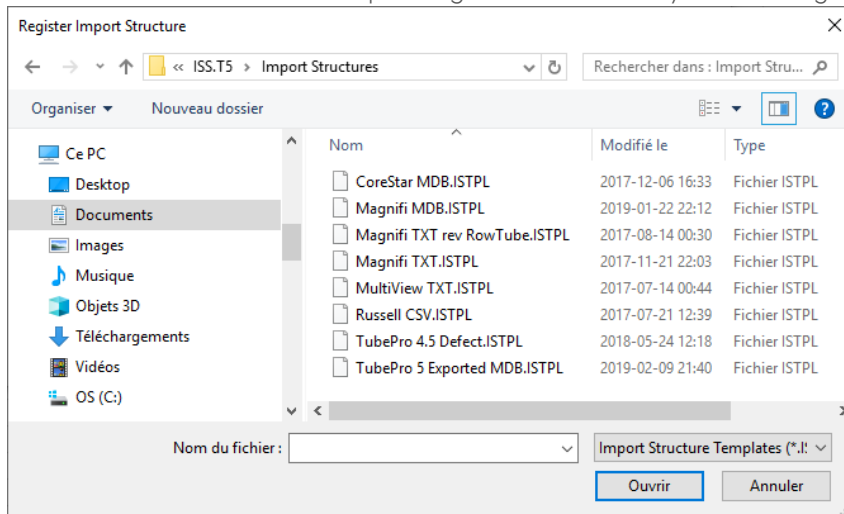 Register Import Structure
« ISS.T5 > Import Structures
Rechercher dans : Import Stru...
Organiser
Nouveau dossier
Ce PC
Desktop
Documents
Images
Musique
Objets 3D
Téléchargements
Vidéos
OS (C:)
Nom Modifié le Type
CoreStar MDB.ISTPL 2017-12-06 16:33 Fichier ISTPL
Magnifi MDB.ISTPL 2019-01-22 22:12 Fichier ISTPL
Magnifi TXT rev RowTube.ISTPL 2017-08-14 00:30 Fichier ISTPL
Magnifi TXT.ISTPL 2017-11-21 22:03 Fichier ISTPL
MultiView TXT.ISTPL 2017-07-14 00:44 Fichier ISTPL
Russell CSV.ISTPL 2017-07-21 12:39 Fichier ISTPL
TubePro 4.5 Defect.ISTPL 2018-05-24 12:18 Fichier ISTPL
TubePro 5 Exported MDB.ISTPL 2019-02-09 21:40 Fichier ISTPL
Nom du fichier :
Import Structure Templates (*.I
Ouvrir
Annuler